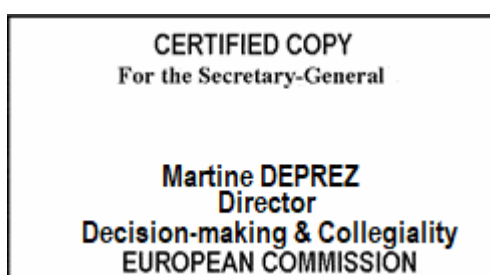 CERTIFIED COPY
For the Secretary-General
Martine DEPREZ
Director
Decision-making & Collegiality
EUROPEAN COMMISSION